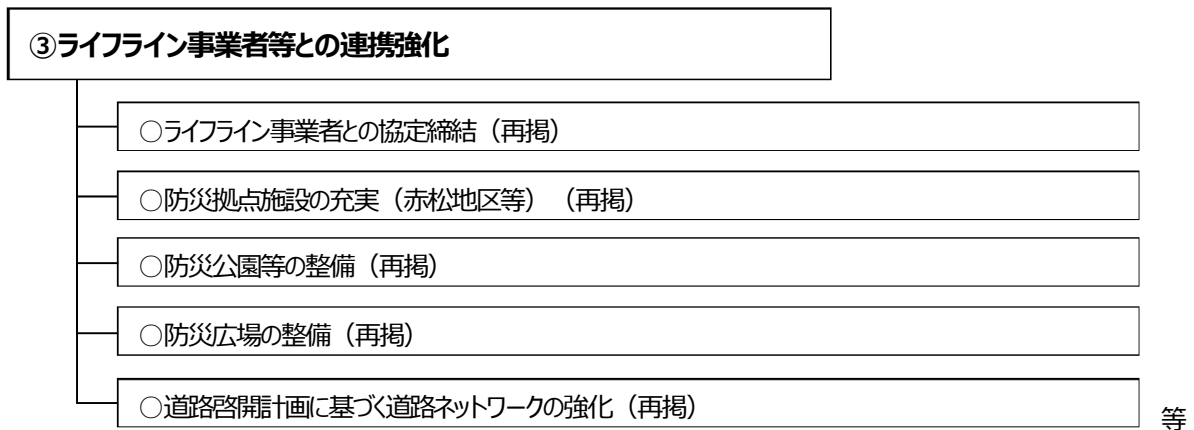 ③ライフライン事業者等との連携強化
○ライフライン事業者との協定締結（再掲）
○防災拠点施設の充実（赤松地区等）　（再掲）
○防災公園等の整備（再掲）
○防災広場の整備（再掲）
○道路啓開計画に基づく道路ネットワークの強化（再掲）
等